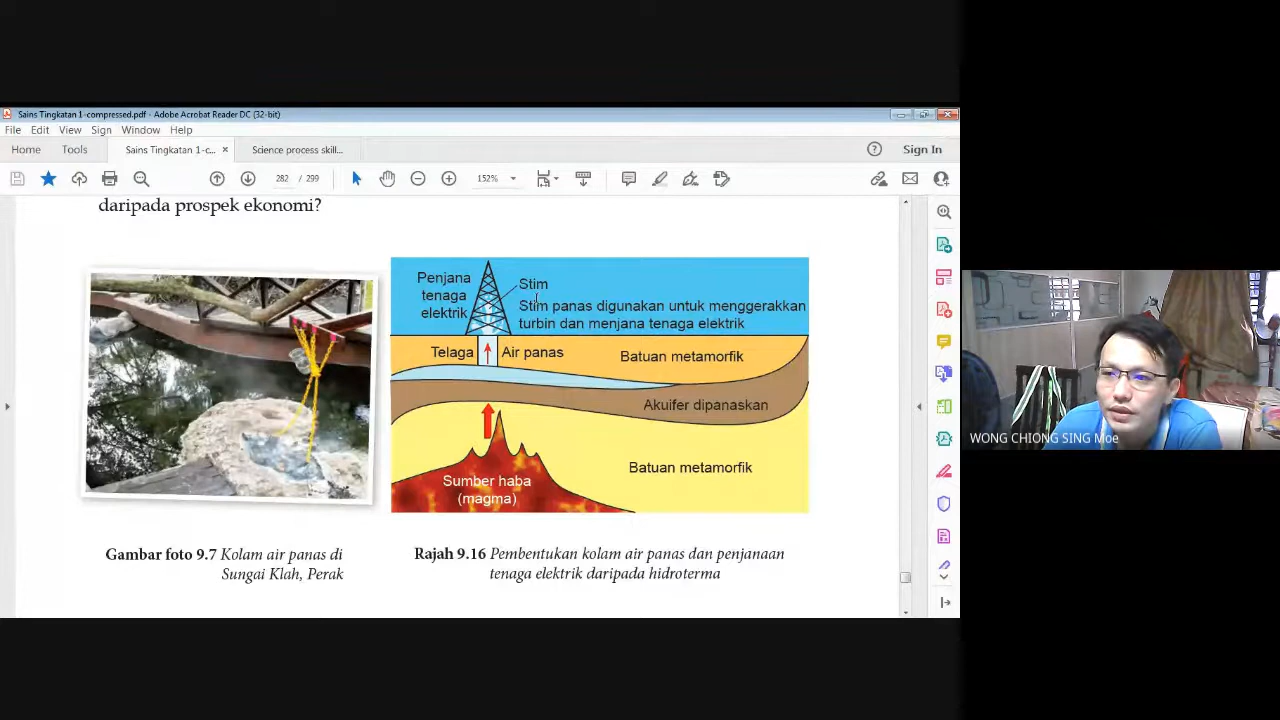 Sains Tingkatan 1-compressed.pdf - Adobe Acrobat Reader DC (32-bit)
File Edit View Sign Window Help
Home Tools Sains Tingkatan 1-c... × Science process skill... Sign In
282 / 299 152%
daripada prospek ekonomi?
Penjana
tenaga
elektrik
Stim
Stim panas digunakan untuk menggerakkan
turbin dan menjana tenaga elektrik
Telaga Air panas Batuan metamorfik
Akuifer dipanaskan
Batuan metamorfik
Sumber haba
(magma)
Gambar foto 9.7 Kolam air panas di
Sungai Klah, Perak
Rajah 9.16 Pembentukan kolam air panas dan penjanaan
tenaga elektrik daripada hidroterma
WONG CHIONG SING Moe